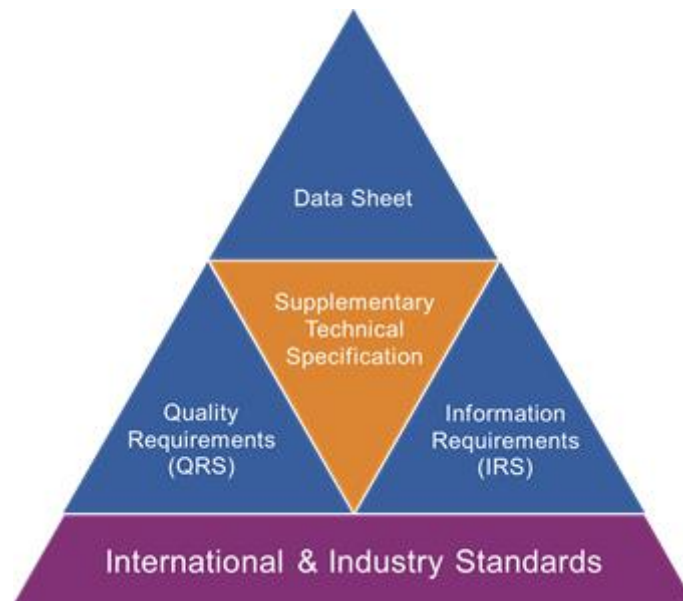 Data Sheet
Supplementary
Technical
Specification
Quality
Requirements
(QRS)
Information
Requirements
(IRS)
International & Industry Standards